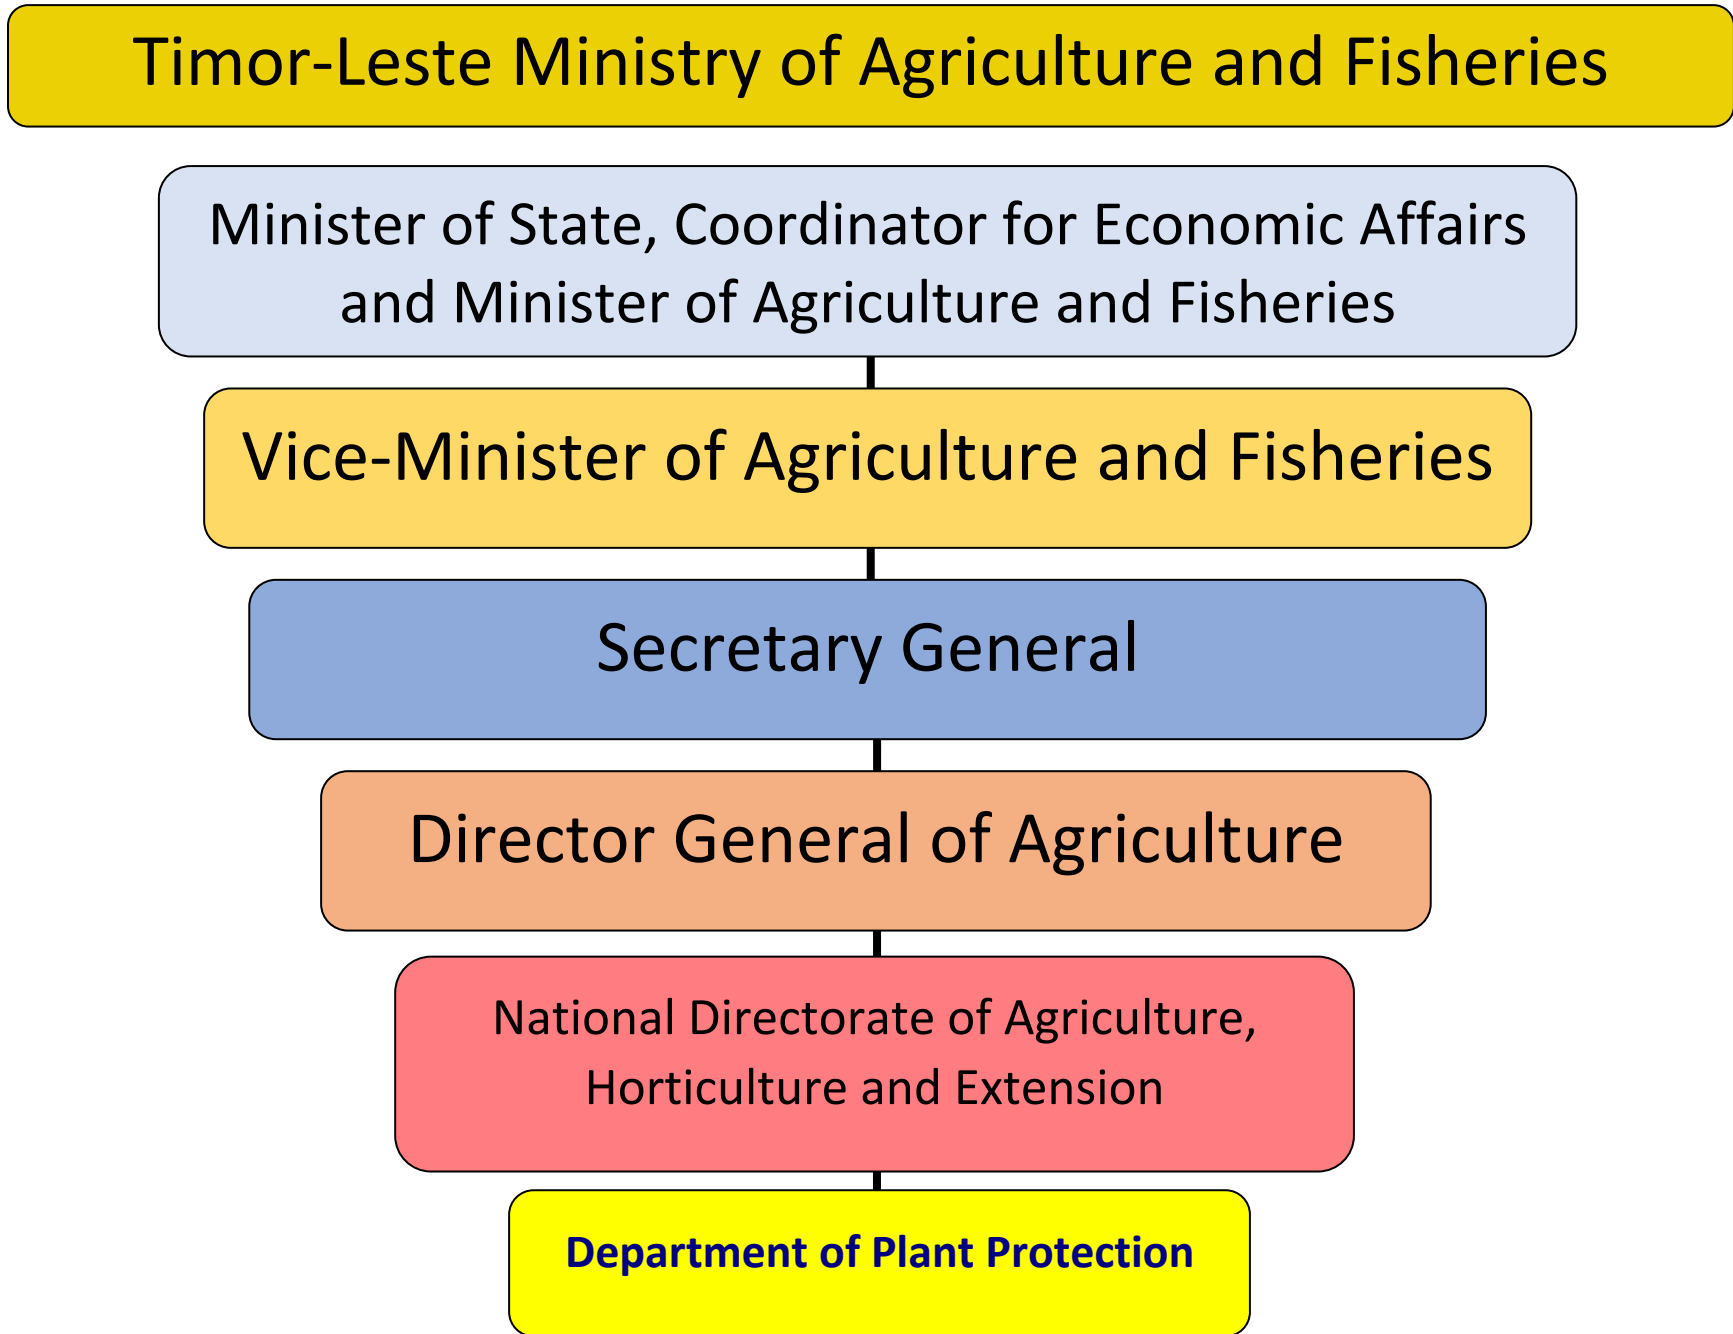 Timor-Leste Ministry of Agriculture and Fisheries
Minister of State, Coordinator for Economic Affairs
and Minister of Agriculture and Fisheries
Vice-Minister of Agriculture and Fisheries
Secretary General
Director General of Agriculture
National Directorate of Agriculture,
Horticulture and Extension
Department of Plant Protection